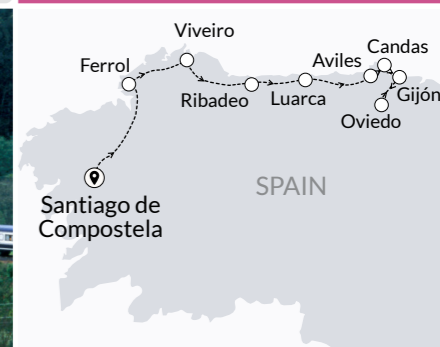 Viveiro
Candas
Ferrol
Aviles
Ribadeo
Luarca
Gijón
Oviedo
SPAIN
Santiago de
Compostela